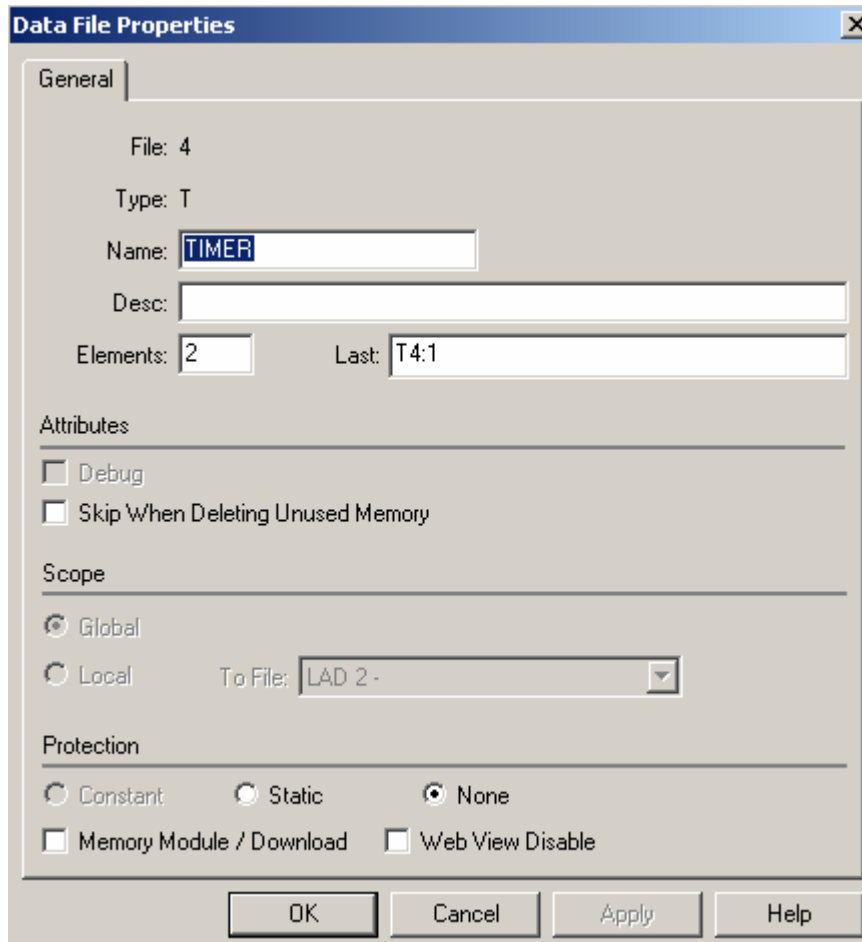 Data File Properties
General
File: 4
Type: T
Name: TIMER
Desc:
Elements: 2 Last: T4:1
Attributes
Debug
Skip When Deleting Unused Memory
Scope
Global
Local To File: LAD 2 -
Protection
Constant Static None
Memory Module / Download Web View Disable
OK Cancel Apply Help